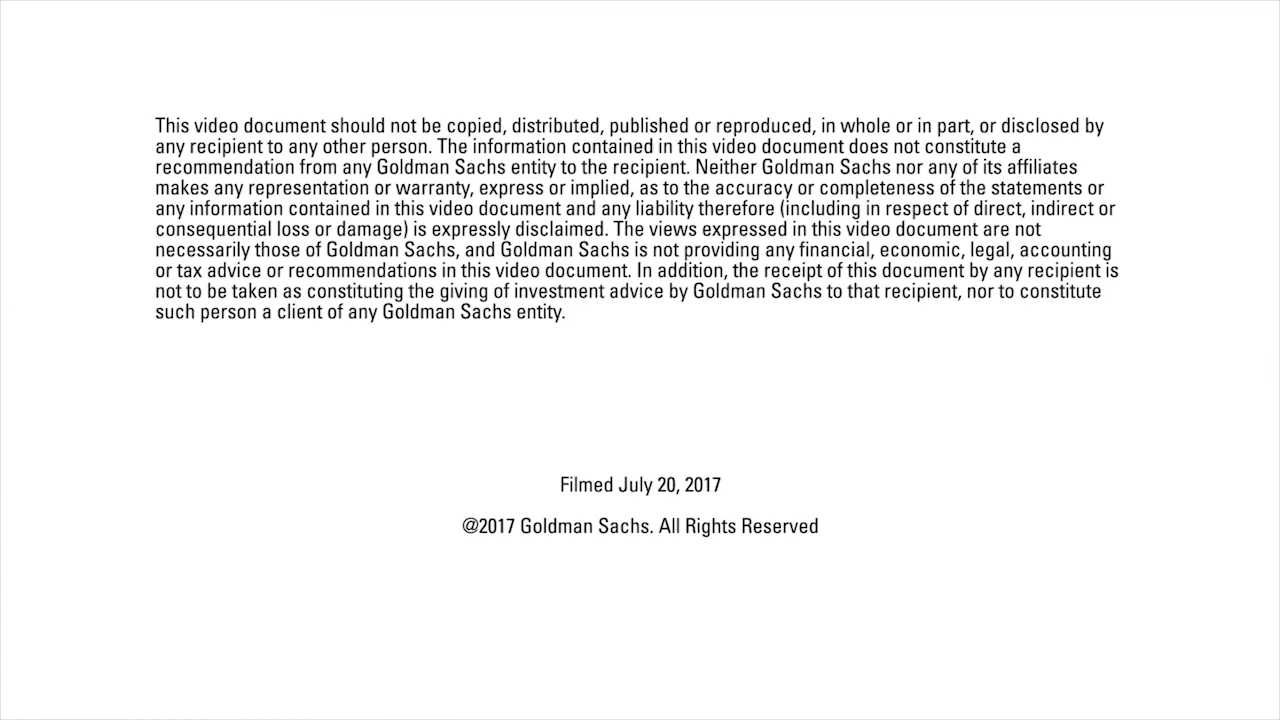 This video document should not be copied, distributed, published or reproduced, in whole or in part, or disclosed by
any recipient to any other person. The information contained in this video document does not constitute a
recommendation from any Goldman Sachs entity to the recipient. Neither Goldman Sachs nor any of its affiliates
makes any representation or warranty, express or implied, as to the accuracy or completeness of the statements or
any information contained in this video document and any liability therefore (including in respect of direct, indirect or
consequential loss or damage) is expressly disclaimed. The views expressed in this video document are not
necessarily those of Goldman Sachs, and Goldman Sachs is not providing any financial, economic, legal, accounting
or tax advice or recommendations in this video document. In addition, the receipt of this document by any recipient is
not to be taken as constituting the giving of investment advice by Goldman Sachs to that recipient, nor to constitute
such person a client of any Goldman Sachs entity.
Filmed July 20, 2017
@2017 Goldman Sachs. All Rights Reserved